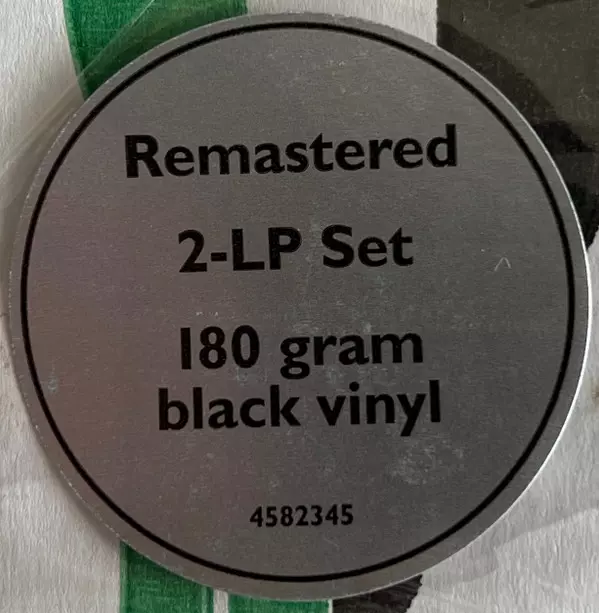 Remastered
2-LP Set
180 gram
black vinyl
4582345